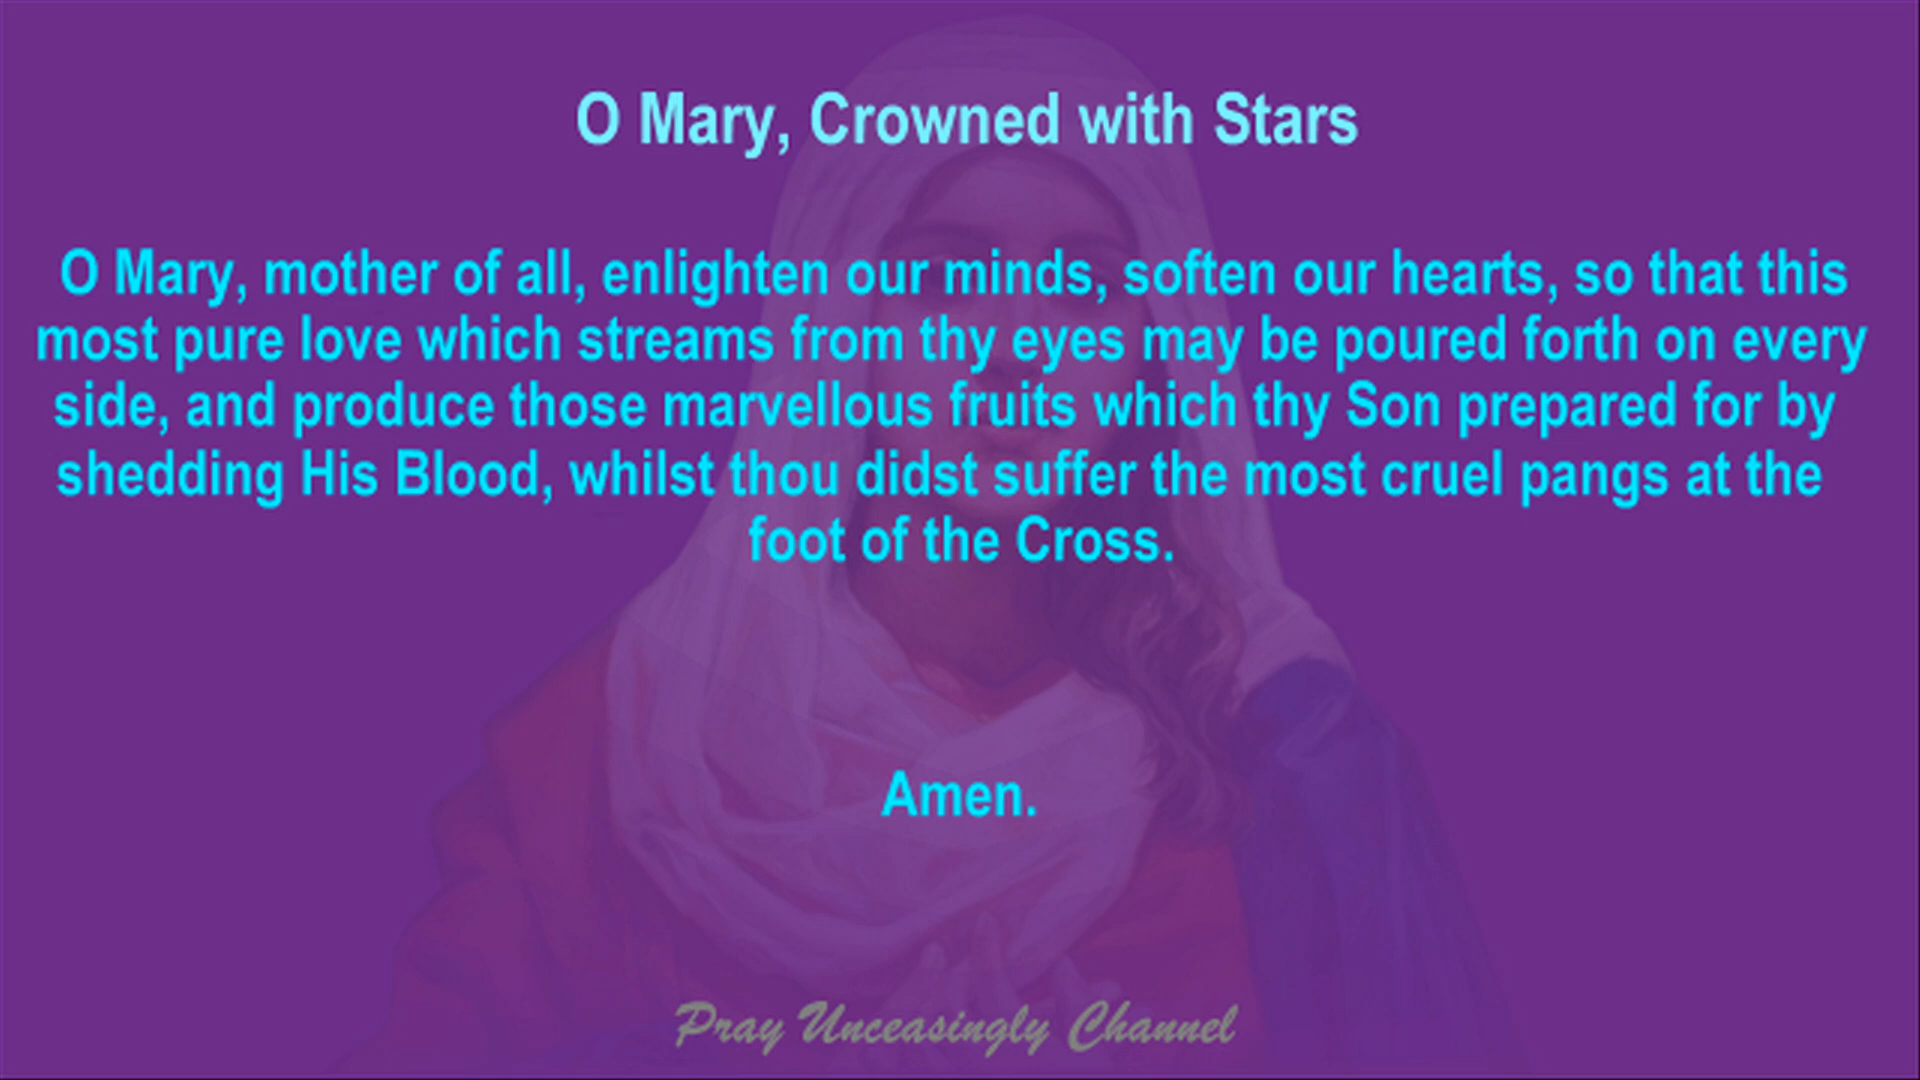 O Mary, Crowned with Stars
O Mary, mother of all, enlighten our minds, soften our hearts, so that this
most pure love which streams from thy eyes may be poured forth on every
side, and produce those marvellous fruits which thy Son prepared for by
shedding His Blood, whilst thou didst suffer the most cruel pangs at the
foot of the Cross.
Amen.
Pray Unceasingly Channel